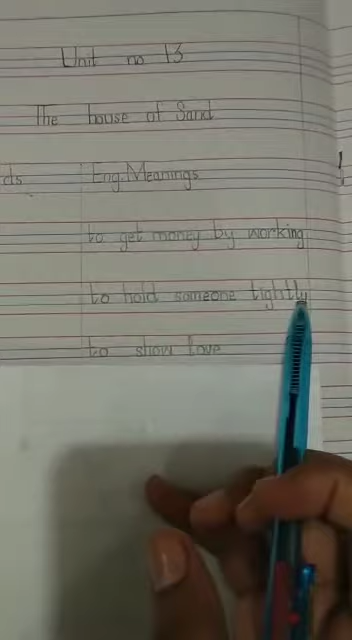 Unit no 13
The house of Sand
ds Eng.Meanings
to get money by working
to hold someone tightly
to show love